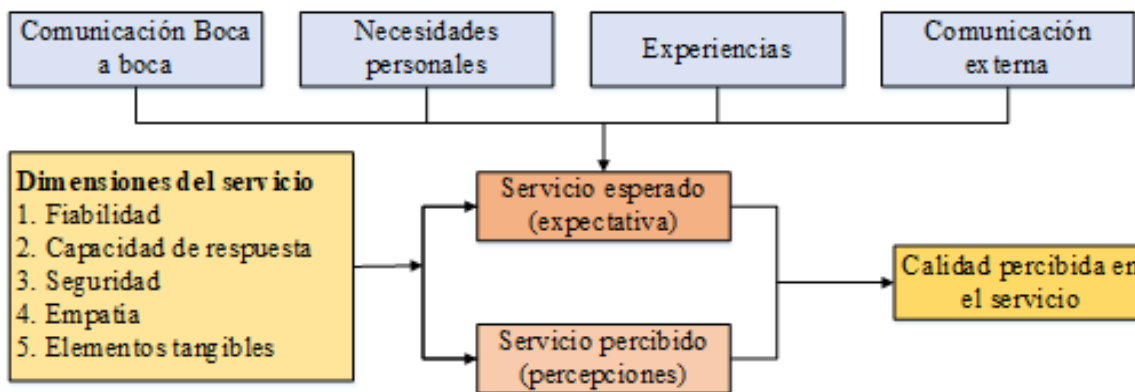 Comunicación Boca
a boca
Necesidades
personales
Experiencias
Comunicación
externa
Dimensiones del servicio
1. Fiabilidad
2. Capacidad de respuesta
3. Seguridad
4. Empatía
5. Elementos tangibles
Servicio esperado
(expectativa)
Servicio percibido
(percepciones)
Calidad percibida en
el servicio